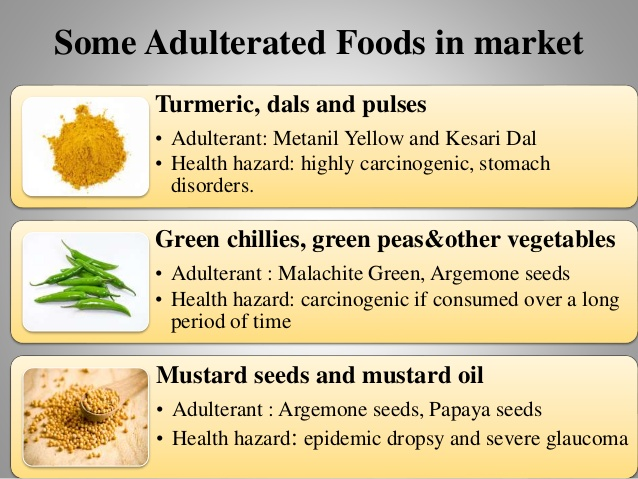 Some Adulterated Foods in market
Turmeric, dals and pulses
• Adulterant: Metanil Yellow and Kesari Dal
• Health hazard: highly carcinogenic, stomach
disorders.
Green chillies, green peas&other vegetables
• Adulterant : Malachite Green, Argemone seeds
• Health hazard: carcinogenic if consumed over a long
period of time
Mustard seeds and mustard oil
• Adulterant : Argemone seeds, Papaya seeds
• Health hazard: epidemic dropsy and severe glaucoma